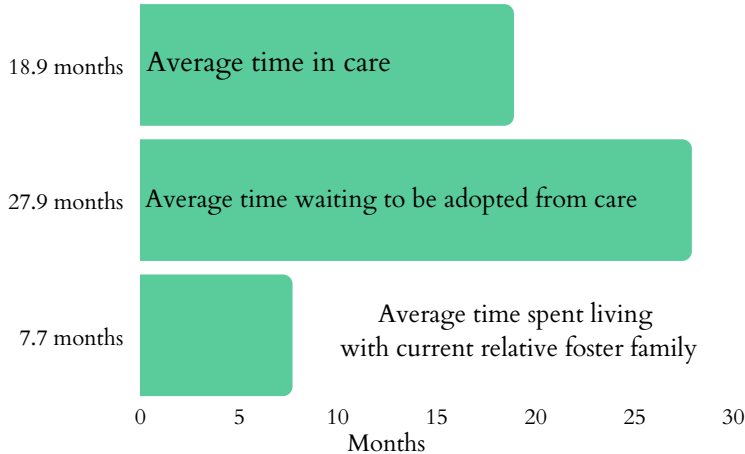 18.9 months
Average time in care
27.9 months
Average time waiting to be adopted from care
7.7 months
Average time spent living
with current relative foster family
0 5 10 15 20 25 30
Months